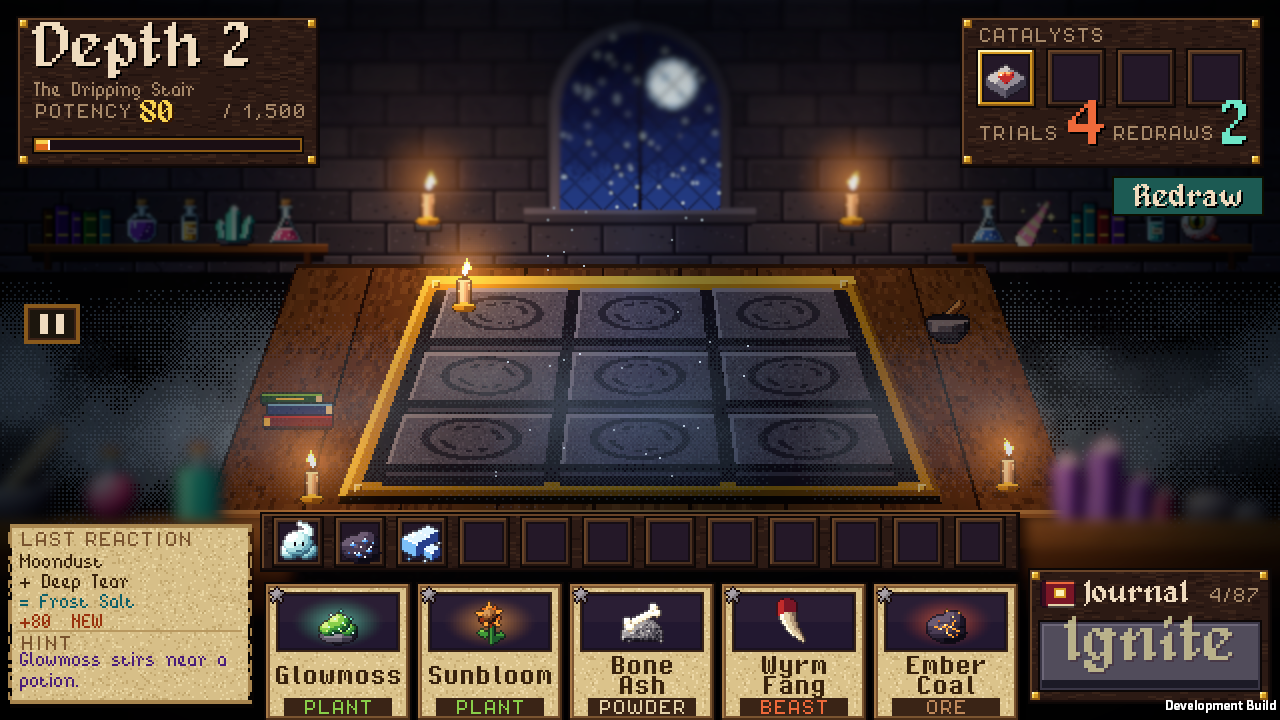 Depth 2
The Dripping Stair
POTENCY 80 / 1,500
CATALYSTS
TRIALS 4 REDRAWS 2
Redraw
LAST REACTION
Moondust
+ Deep Tear
= Frost Salt
+80 NEW
HINT
Glowmoss stirs near a
potion.
Glowmoss
PLANT
Sunbloom
PLANT
Bone
Ash
POWDER
Wyrm
Fang
BEAST
Ember
Coal
ORE
Journal 4/87
Ignite
Development Build